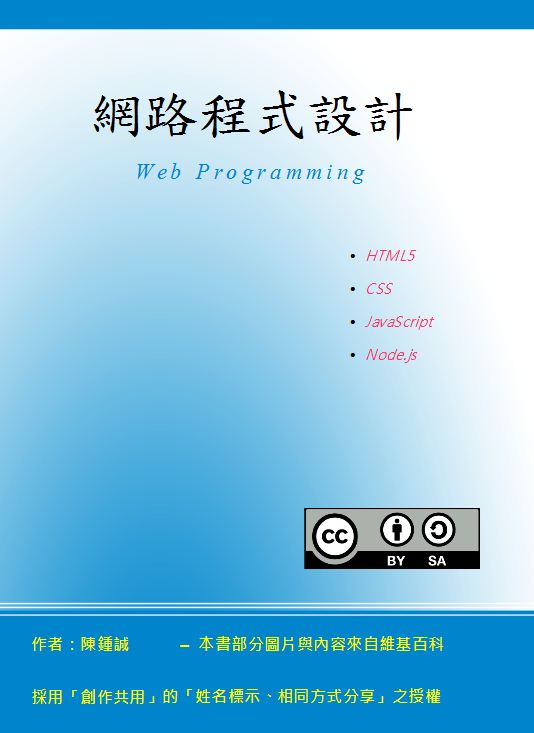 網路程式設計
Web Programming
• HTML5
• CSS
• JavaScript
• Node.js
cc
BY SA
作者：陳鍾誠 – 本書部分圖片與內容來自維基百科
採用「創作共用」的「姓名標示、相同方式分享」之授權